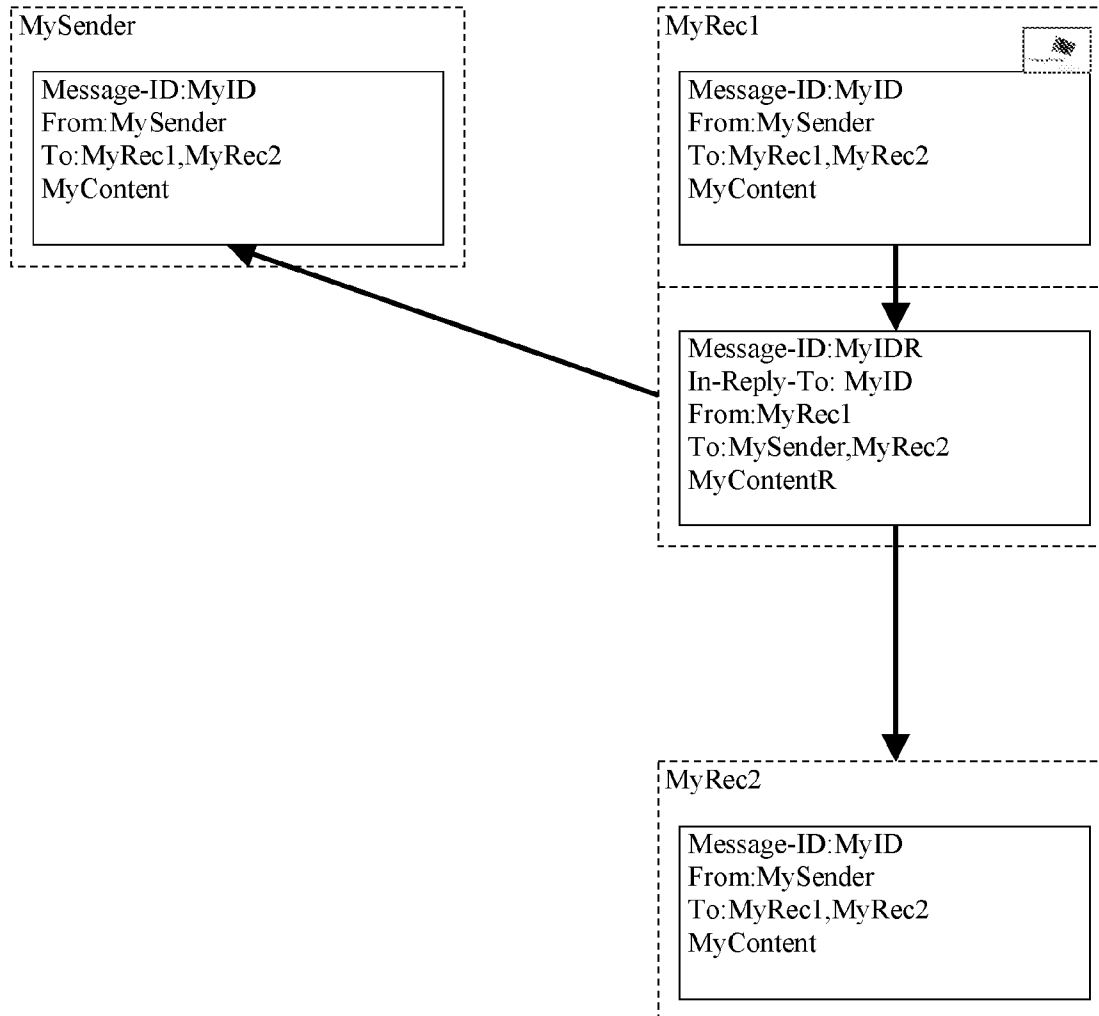 MySender
Message-ID:MyID
From:MySender
To:MyRec1,MyRec2
MyContent
MyRec1
Message-ID:MyID
From:MySender
To:MyRec1,MyRec2
MyContent
Message-ID:MyIDR
In-Reply-To: MyID
From:MyRec1
To:MySender,MyRec2
MyContentR
MyRec2
Message-ID:MyID
From:MySender
To:MyRec1,MyRec2
MyContent